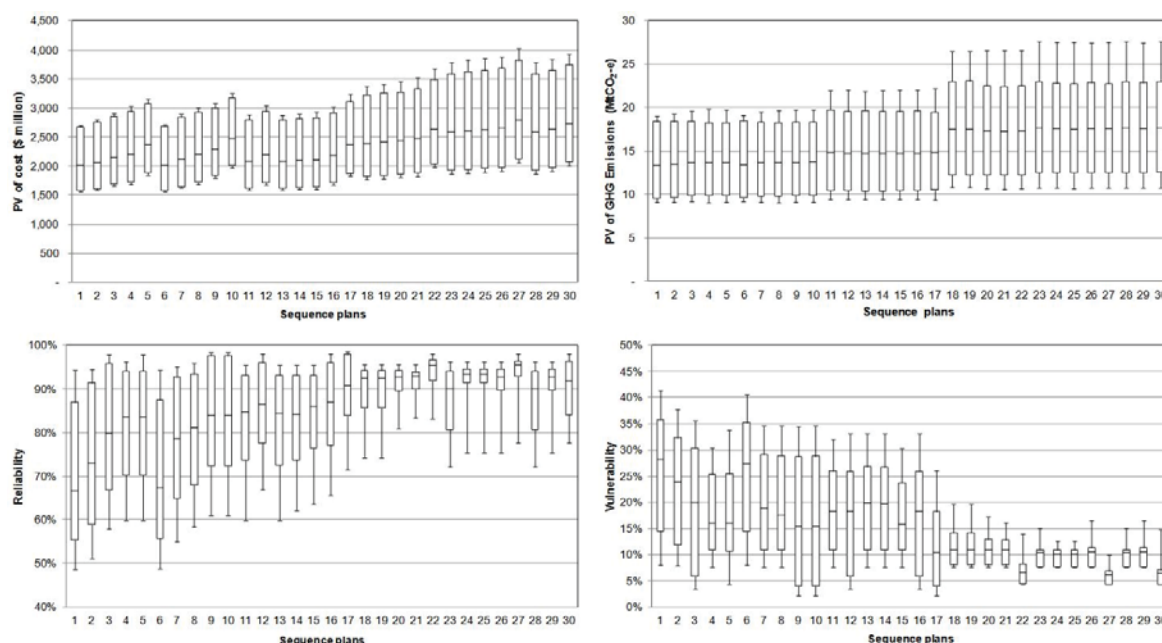 4,500
4,000
3,500
3,000
2,500
2,000
1,500
1,000
500
-
PV of cost ($ million)
1 2 3 4 5 6 7 8 9 10 11 12 13 14 15 16 17 18 19 20 21 22 23 24 25 26 27 28 29 30
Sequence plans
30
25
20
15
10
5
-
PV of GHG Emissions (MtCO₂-e)
1 2 3 4 5 6 7 8 9 10 11 12 13 14 15 16 17 18 19 20 21 22 23 24 25 26 27 28 29 30
Sequence plans
100%
90%
80%
70%
60%
50%
40%
Reliability
1 2 3 4 5 6 7 8 9 10 11 12 13 14 15 16 17 18 19 20 21 22 23 24 25 26 27 28 29 30
Sequence plans
50%
45%
40%
35%
30%
25%
20%
15%
10%
5%
0%
Vulnerability
1 2 3 4 5 6 7 8 9 10 11 12 13 14 15 16 17 18 19 20 21 22 23 24 25 26 27 28 29 30
Sequence plans